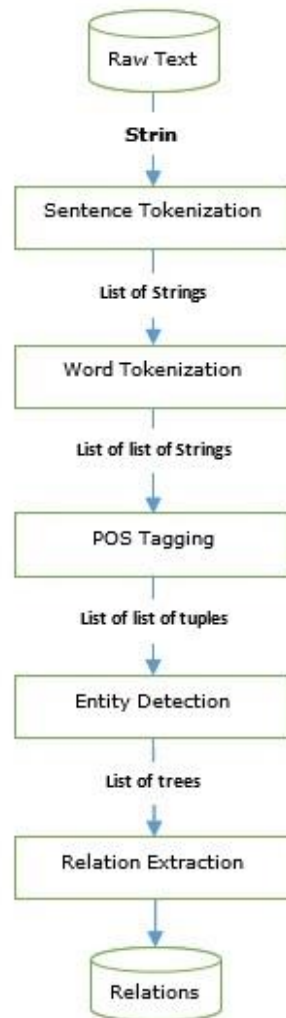 Raw Text
Strin
Sentence Tokenization
List of Strings
Word Tokenization
List of list of Strings
POS Tagging
List of list of tuples
Entity Detection
List of trees
Relation Extraction
Relations